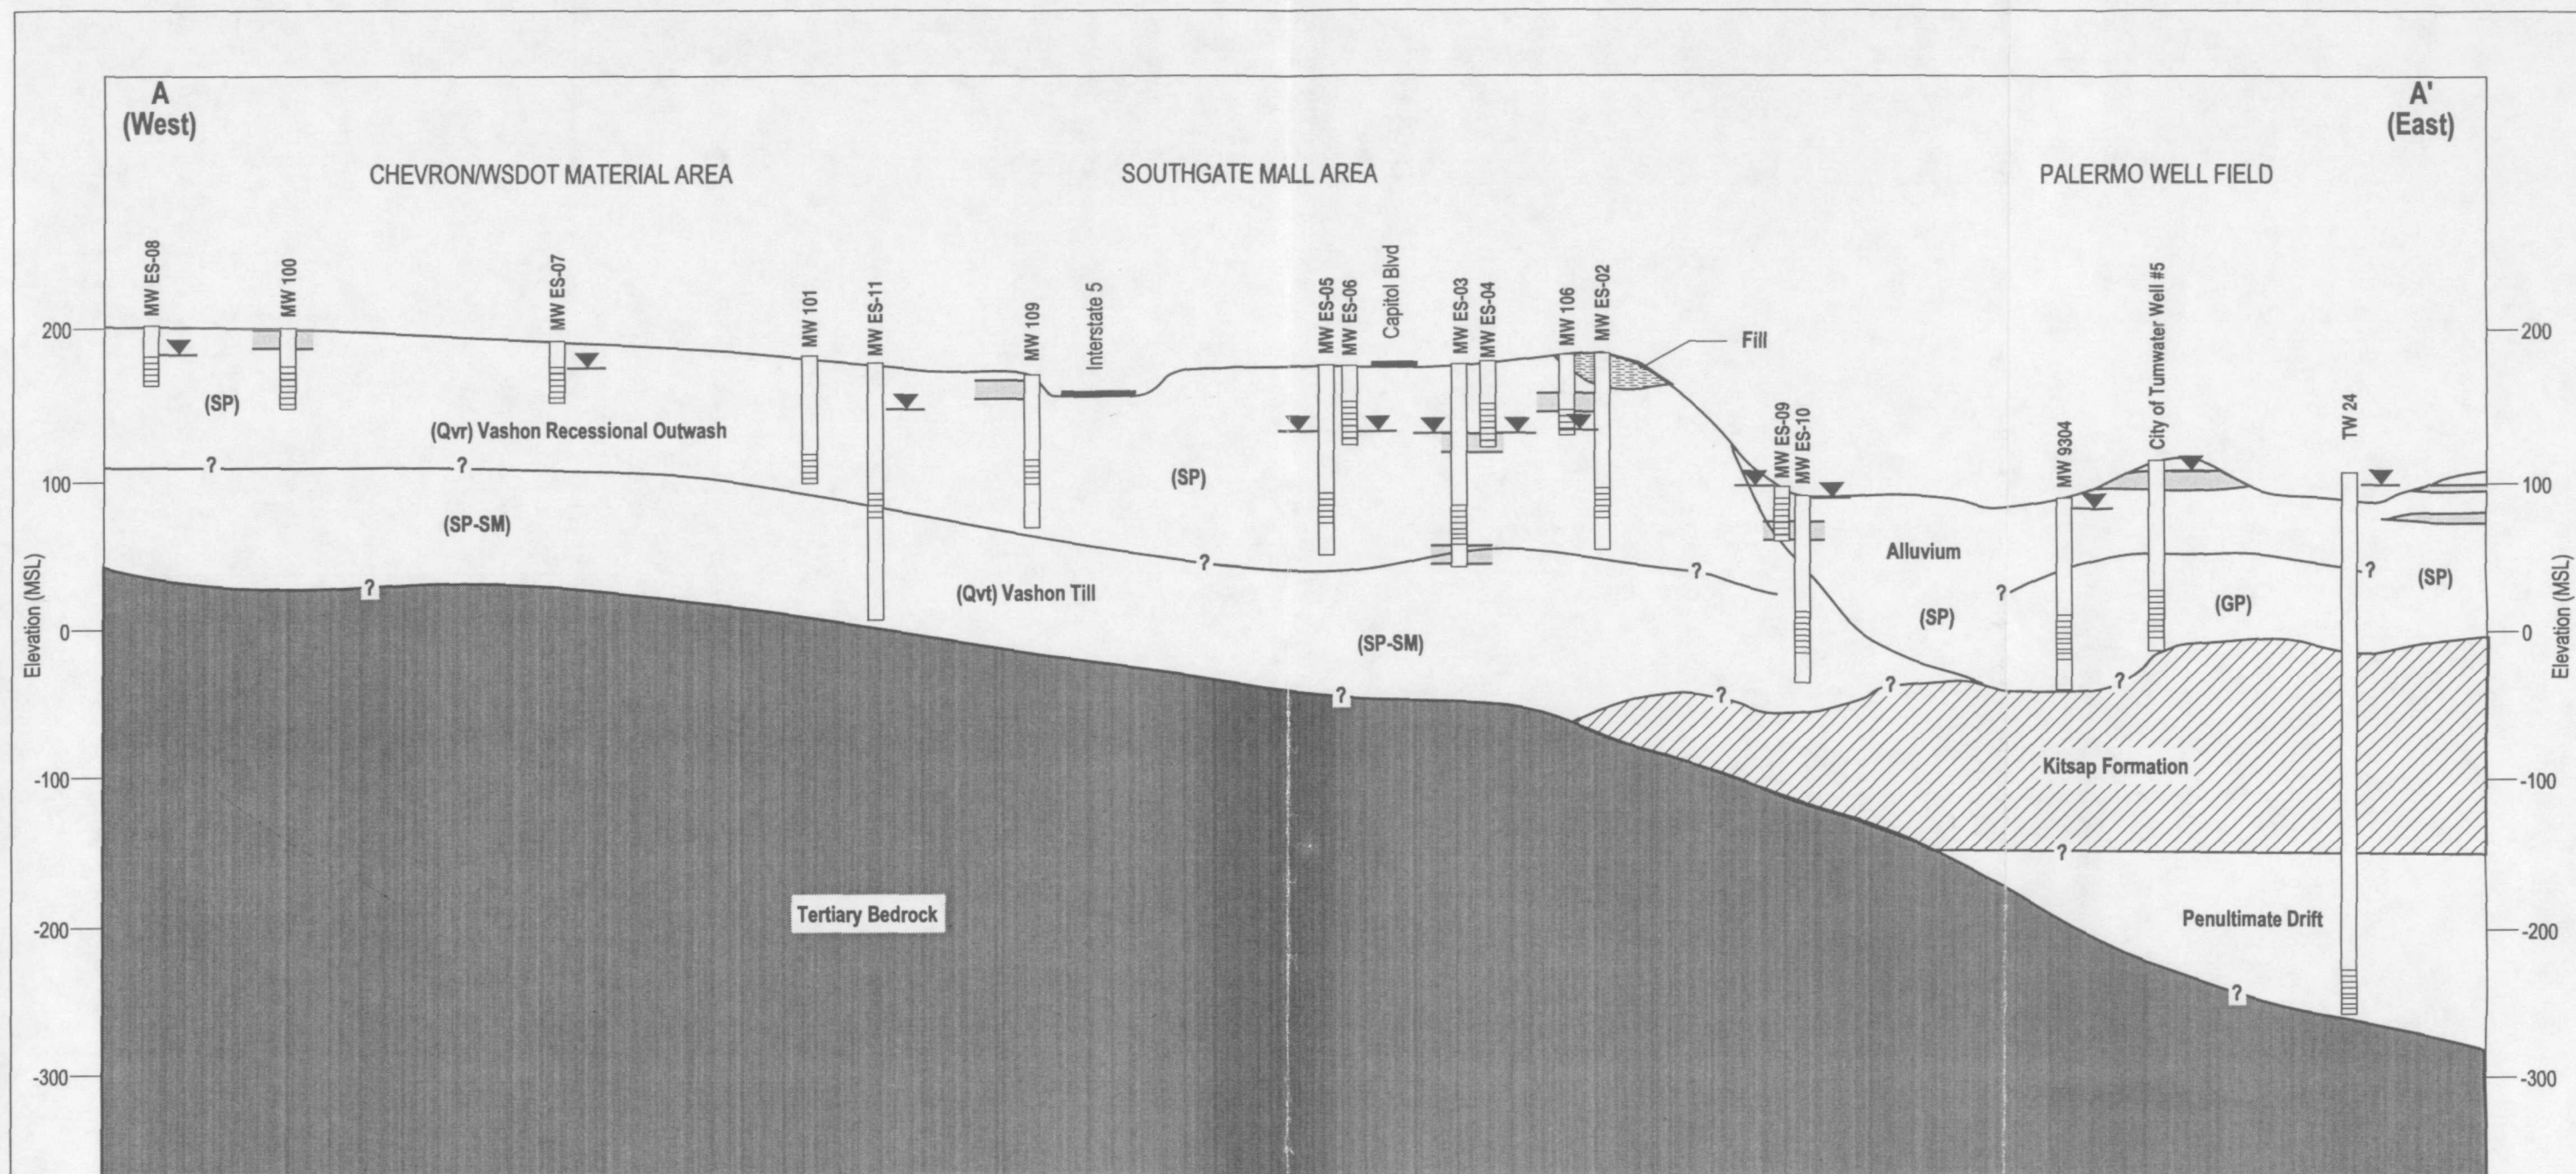 A
(West)
A'
(East)
CHEVRON/WSDOT MATERIAL AREA
SOUTHGATE MALL AREA
PALERMO WELL FIELD
MW ES-08
MW 100
MW ES-07
MW 101
MW ES-11
MW 109
Interstate 5
MW ES-05
MW ES-06
Capitol Blvd
MW ES-03
MW ES-04
MW 106
MW ES-02
Fill
MW ES-09
MW ES-10
MW 9304
City of Tumwater Well #5
TW 24
200
200
(SP)
(Qvr) Vashon Recessional Outwash
?
?
(SP)
100
100
(SP-SM)
Alluvium
?
?
?
?
(SP)
Elevation (MSL)
Elevation (MSL)
?
(Qvt) Vashon Till
(GP)
(SP)
0
0
(SP-SM)
?
?
?
?
-100
-100
Kitsap Formation
?
Tertiary Bedrock
Penultimate Drift
-200
-200
?
-300
-300